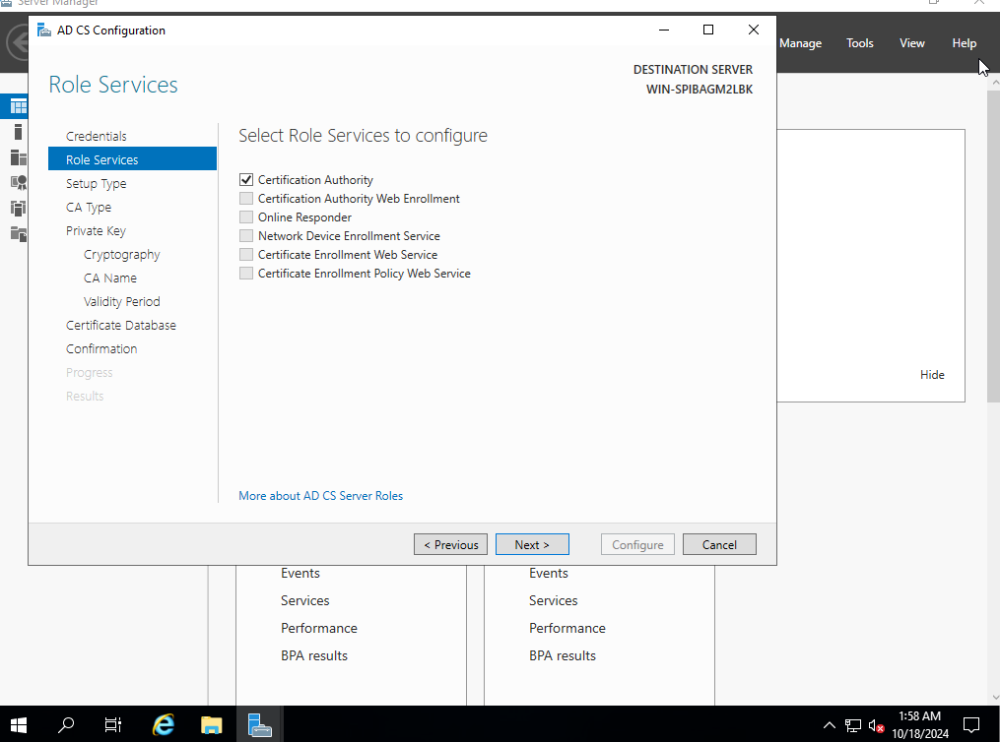 Server Manager
AD CS Configuration
Manage Tools View Help
Role Services
DESTINATION SERVER
WIN-SPIBAGM2LBK
Credentials
Role Services
Setup Type
CA Type
Private Key
Cryptography
CA Name
Validity Period
Certificate Database
Confirmation
Progress
Results
Select Role Services to configure
Certification Authority
Certification Authority Web Enrollment
Online Responder
Network Device Enrollment Service
Certificate Enrollment Web Service
Certificate Enrollment Policy Web Service
More about AD CS Server Roles
Hide
< Previous Next > Configure Cancel
Events
Services
Performance
BPA results
Events
Services
Performance
BPA results
1:58 AM
10/18/2024